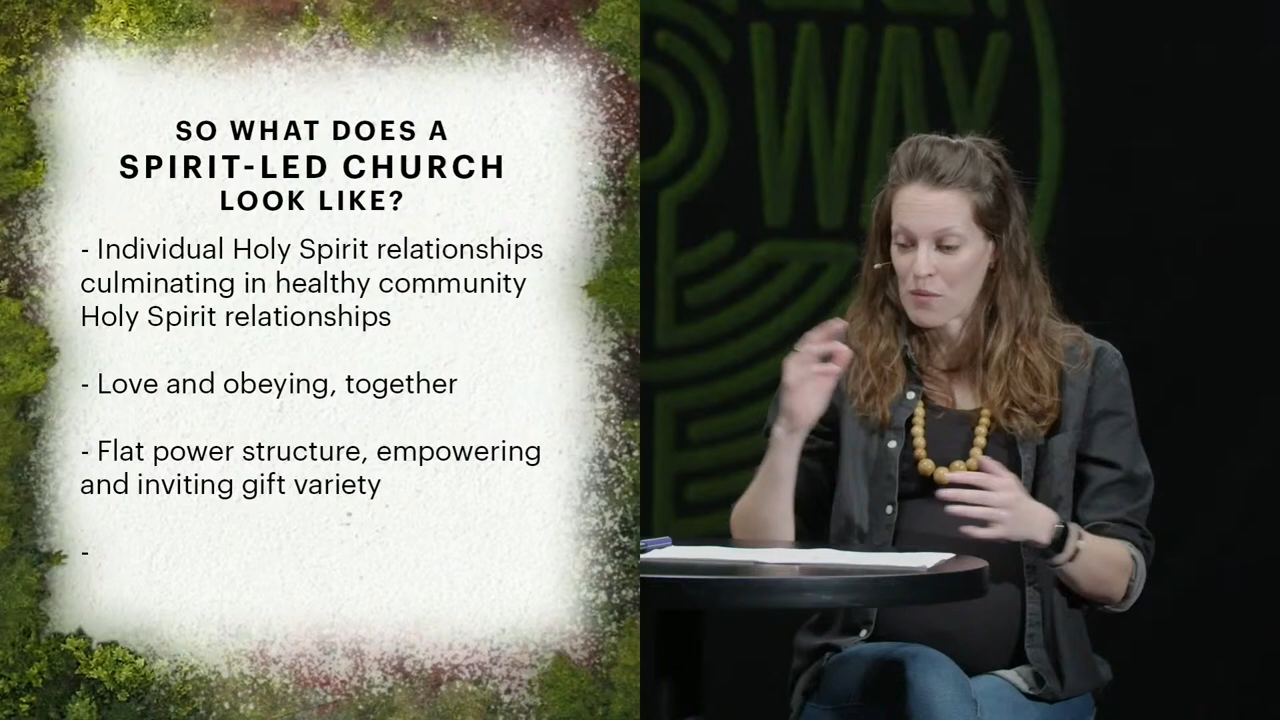 SO WHAT DOES A
SPIRIT-LED CHURCH
LOOK LIKE?
- Individual Holy Spirit relationships
culminating in healthy community
Holy Spirit relationships
- Love and obeying, together
- Flat power structure, empowering
and inviting gift variety
-
WAY